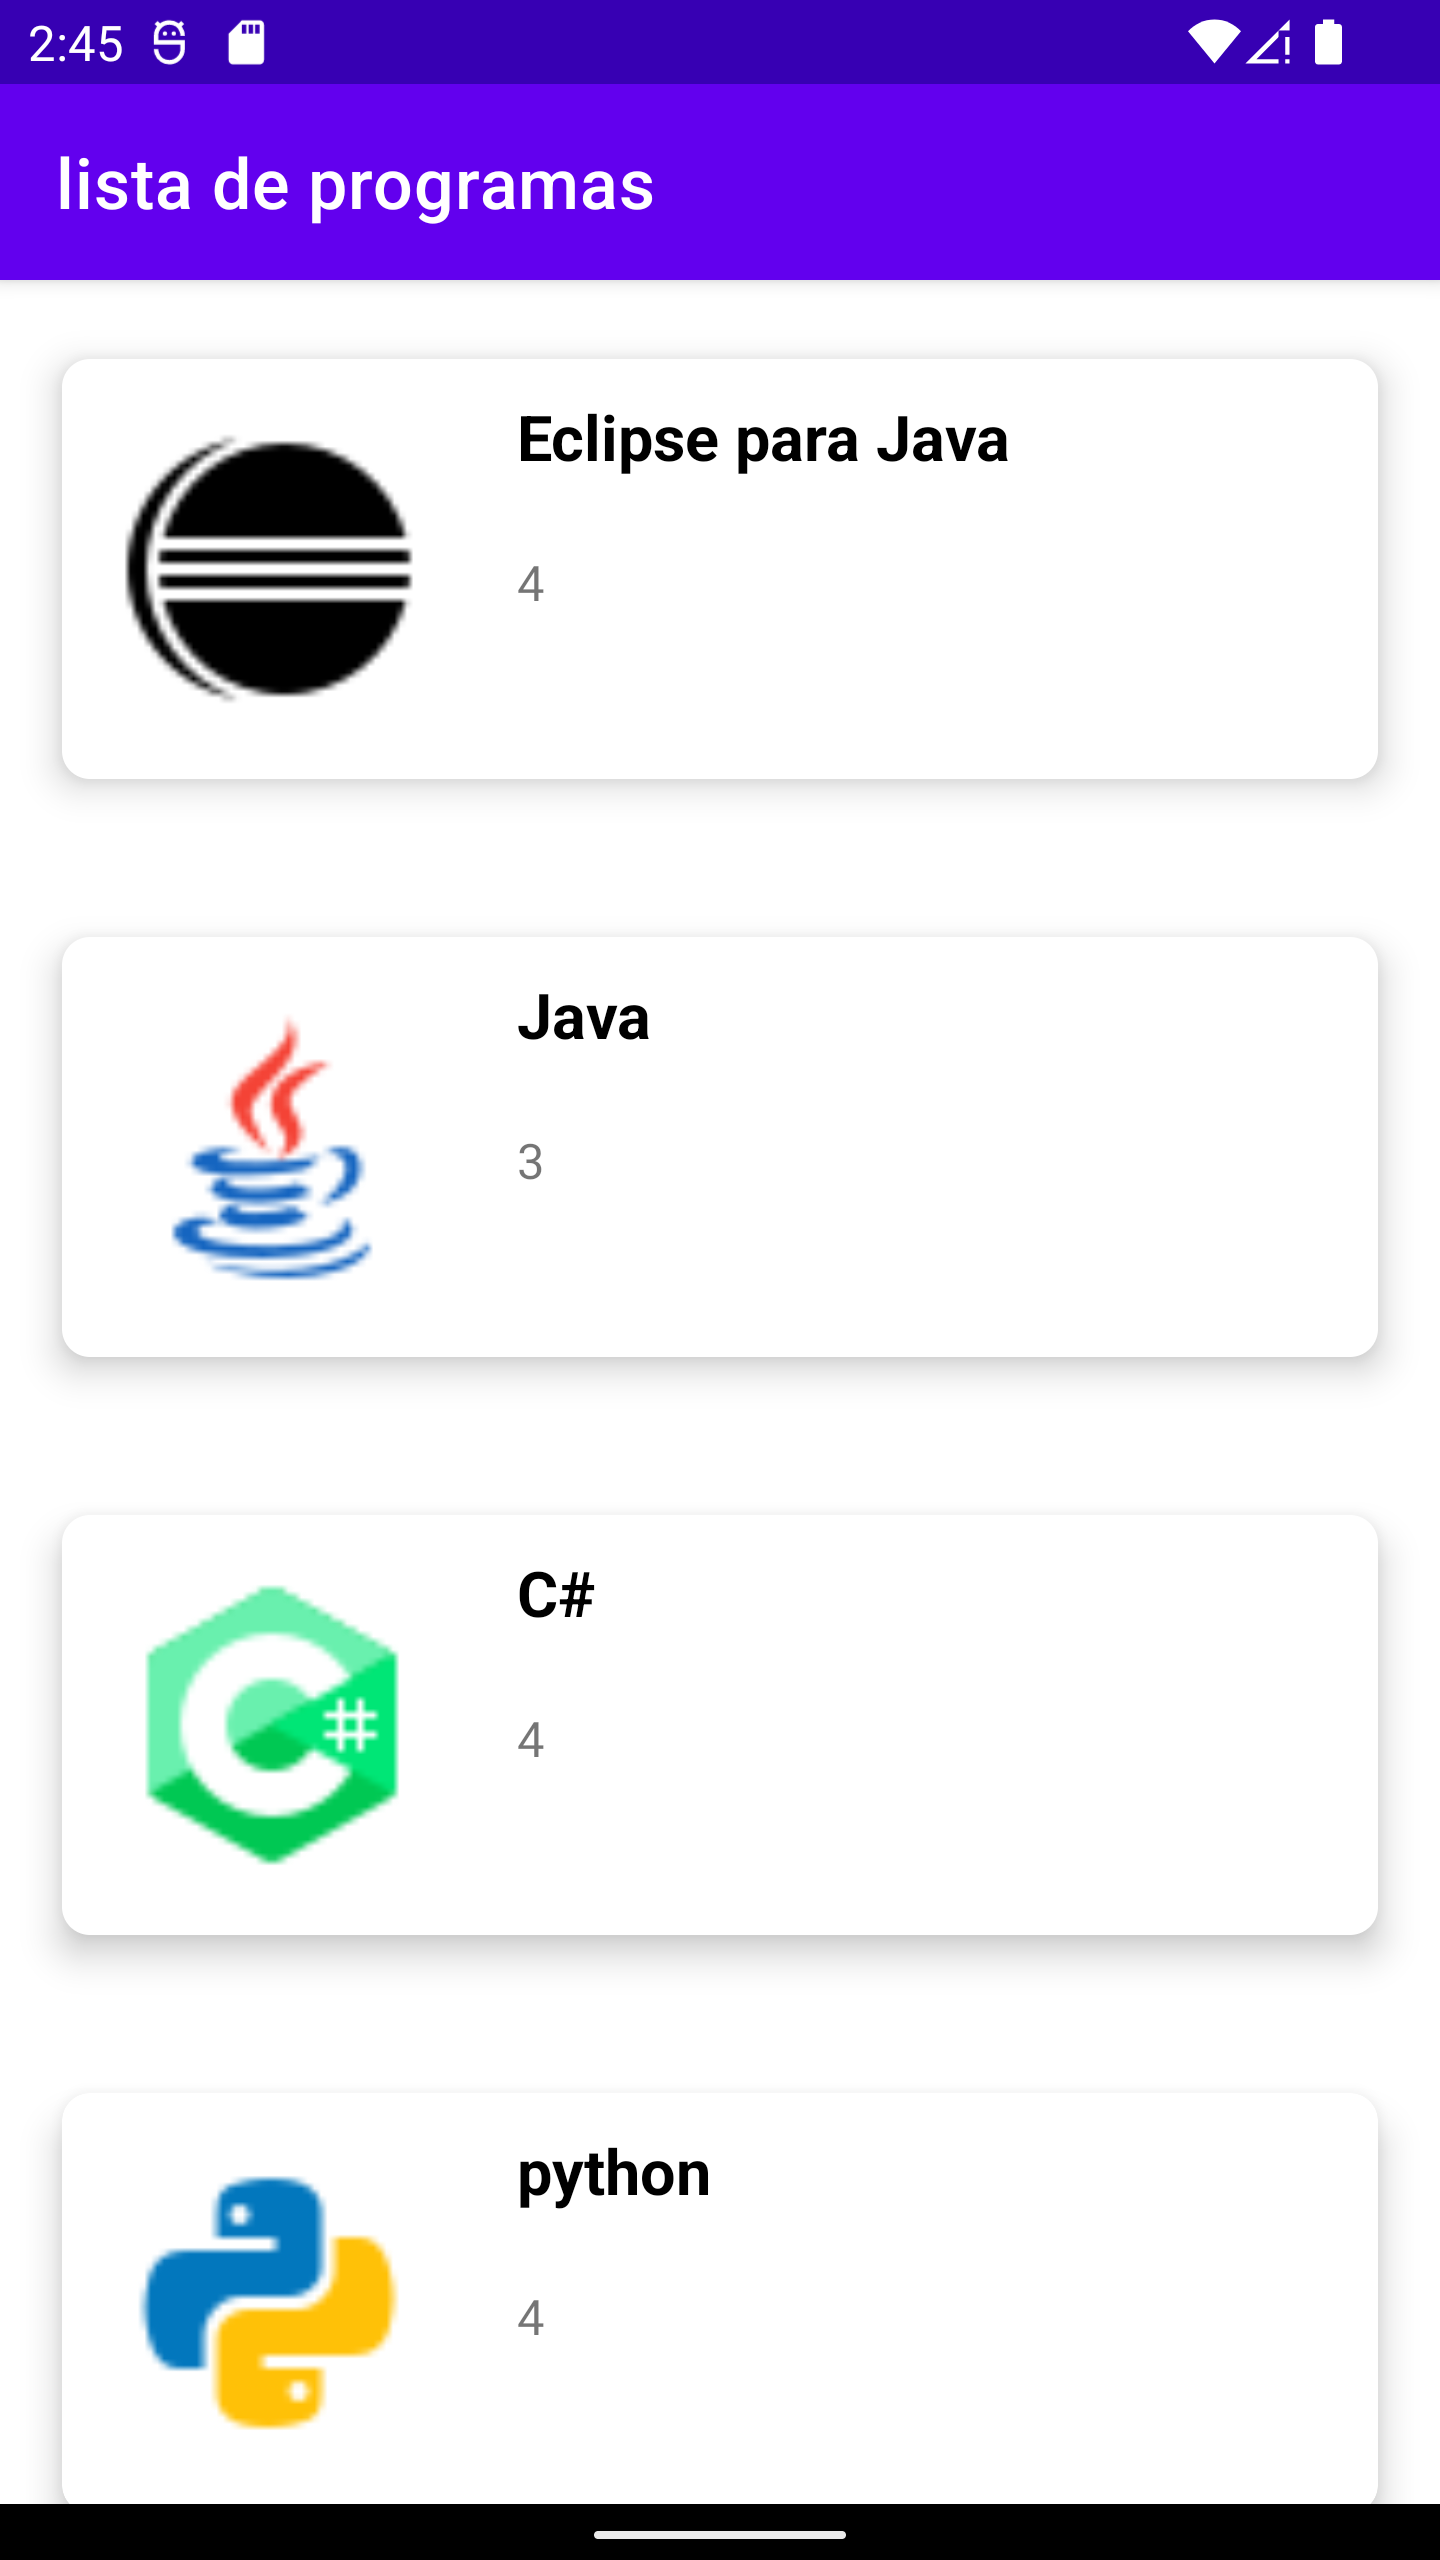 2:45
lista de programas
Eclipse para Java
4
Java
3
C#
4
python
4